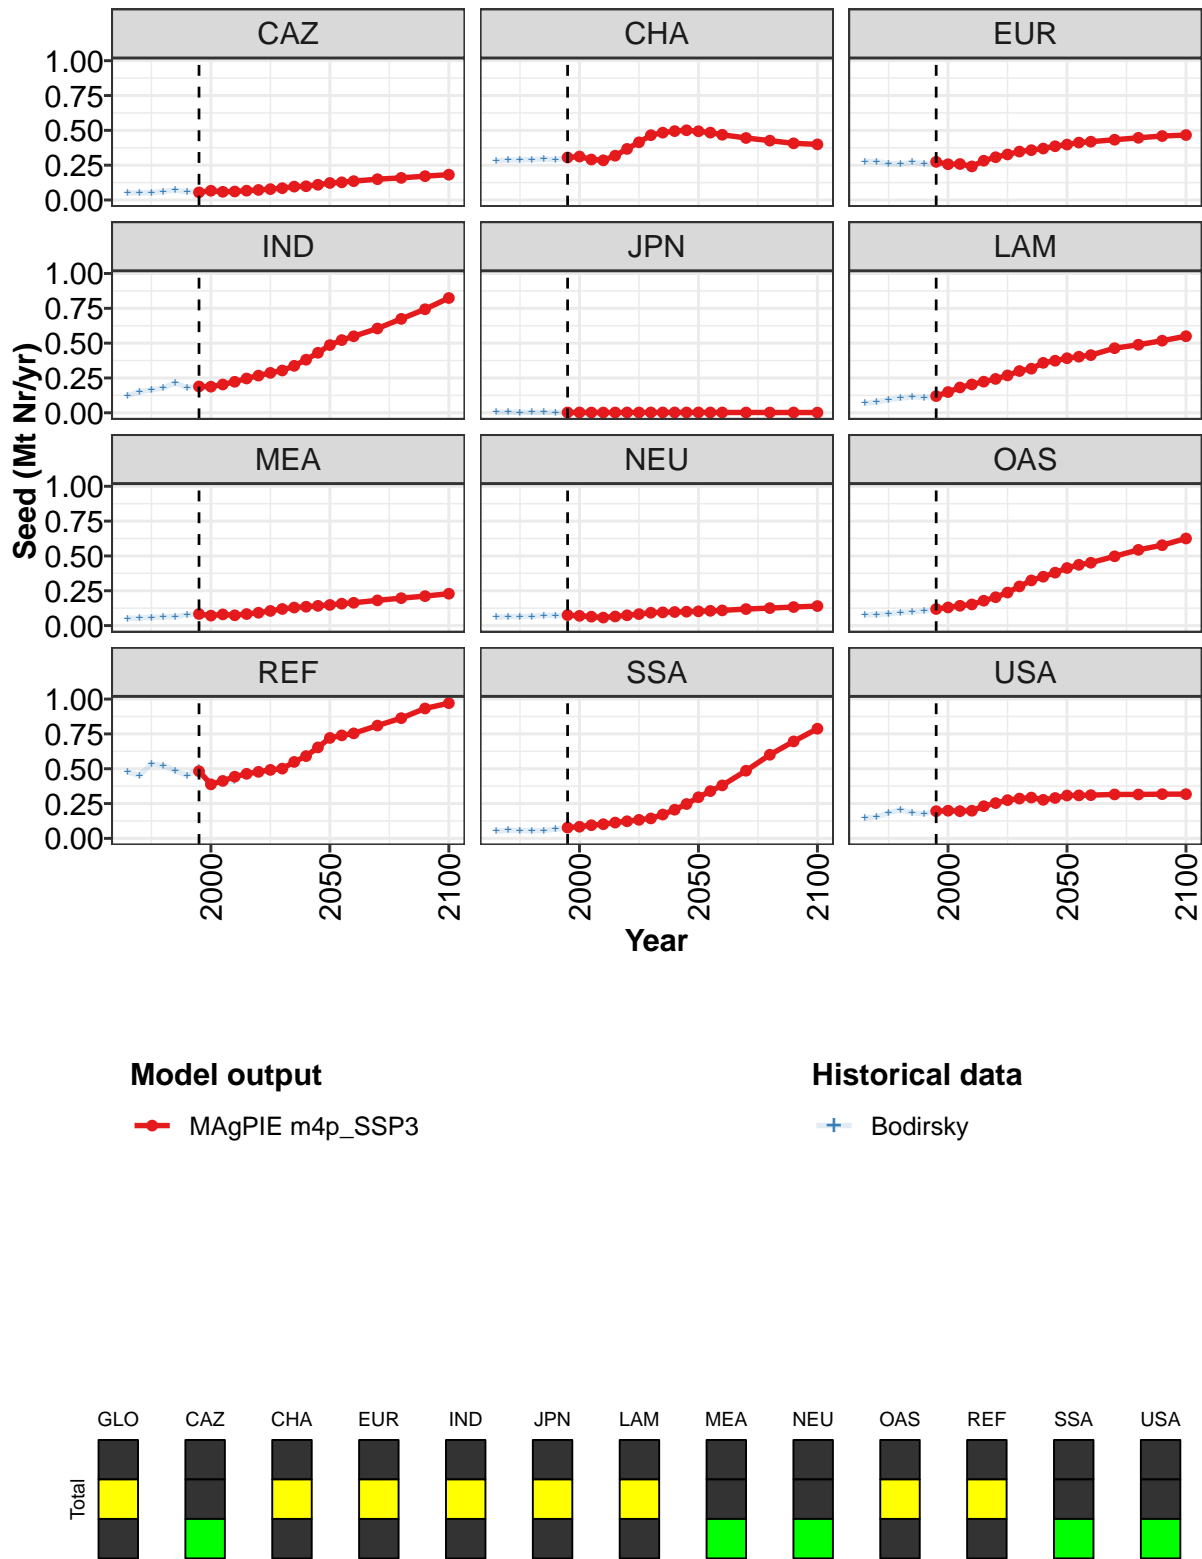 CAZ CHA EUR
1.00
0.75
0.50
0.25
0.00
IND JPN LAM
1.00
0.75
0.50
0.25
0.00
MEA NEU OAS
1.00
0.75
0.50
0.25
0.00
REF SSA USA
1.00
0.75
0.50
0.25
0.00
Seed (Mt Nr/yr)
2000 2050 2100 2000 2050 2100 2000 2050 2100
Year
Model output Historical data
MAgPIE m4p_SSP3 Bodirsky
GLO CAZ CHA EUR IND JPN LAM MEA NEU OAS REF SSA USA
Total